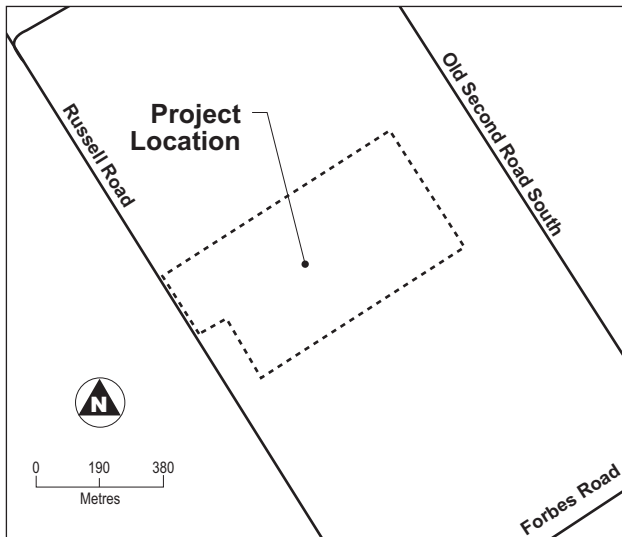 Old Second Road South
Russell Road
Project
Location
N
0 190 380
Metres
Forbes Road